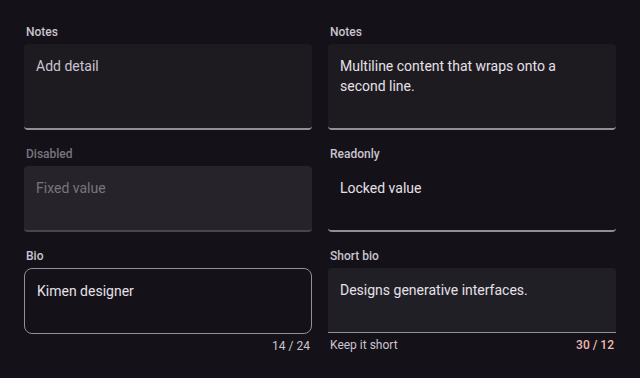 Notes
Add detail
Notes
Multiline content that wraps onto a
second line.
Disabled
Fixed value
Readonly
Locked value
Bio
Kimen designer
14 / 24
Short bio
Designs generative interfaces.
Keep it short
30 / 12